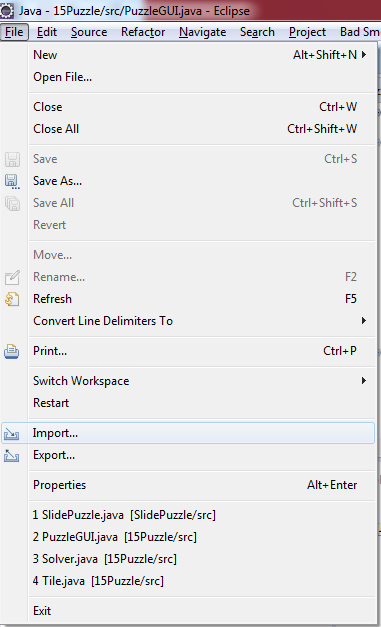 Java - 15Puzzle/src/PuzzleGUI.java - Eclipse
File Edit Source Refactor Navigate Search Project Bad Sm
New Alt+Shift+N
Open File...
Close Ctrl+W
Close All Ctrl+Shift+W
Save Ctrl+S
Save As...
Save All Ctrl+Shift+S
Revert
Move...
Rename... F2
Refresh F5
Convert Line Delimiters To
Print... Ctrl+P
Switch Workspace
Restart
Import...
Export...
Properties Alt+Enter
1 SlidePuzzle.java [SlidePuzzle/src]
2 PuzzleGUI.java [15Puzzle/src]
3 Solver.java [15Puzzle/src]
4 Tile.java [15Puzzle/src]
Exit